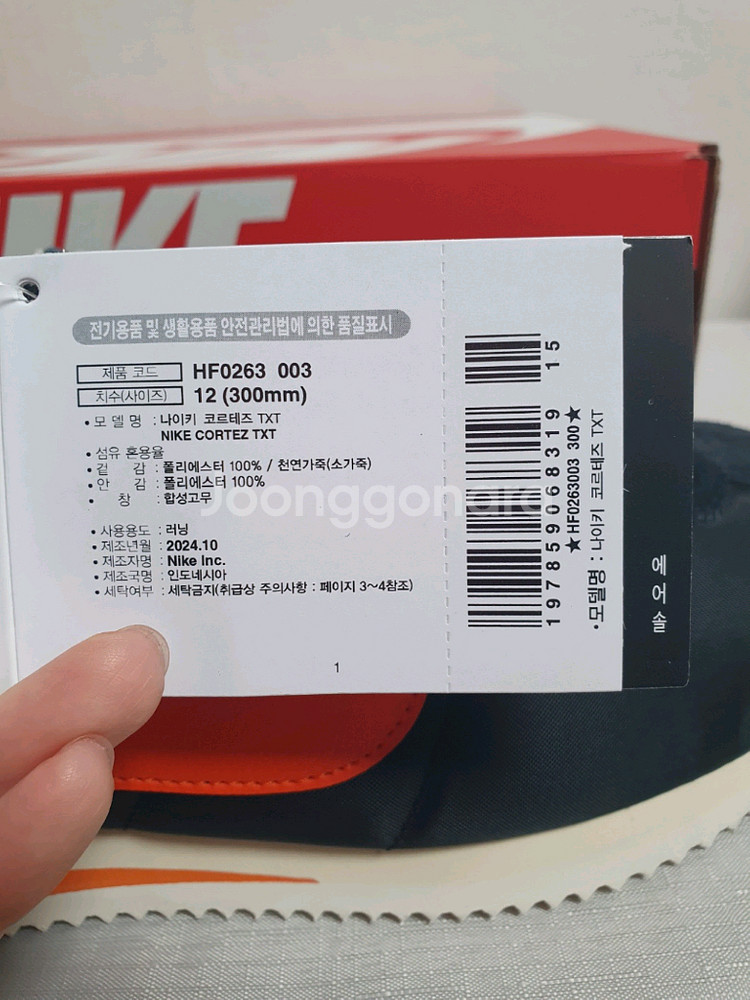 NIKE
전기용품 및 생활용품 안전관리법에 의한 품질표시
제품 코드 HF0263 003
치수(사이즈) 12 (300mm)
• 모 델 명 : 나이키 코르테즈 TXT
NIKE CORTEZ TXT
• 섬유 혼용율
• 겉 감 : 폴리에스터 100% / 천연가죽(소가죽)
• 안 감 : 폴리에스터 100%
• 창 : 합성고무
• 사용용도 : 러닝
• 제조년월 : 2024.10
• 제조자명 : Nike Inc.
• 제조국명 : 인도네시아
• 세탁여부 : 세탁금지(취급상 주의사항 : 페이지 3~4참조)
1
15
197859068319
★HF0263003 300★
•모델명 : 나이키 코르테즈 TXT
에어솔
Joonggonara